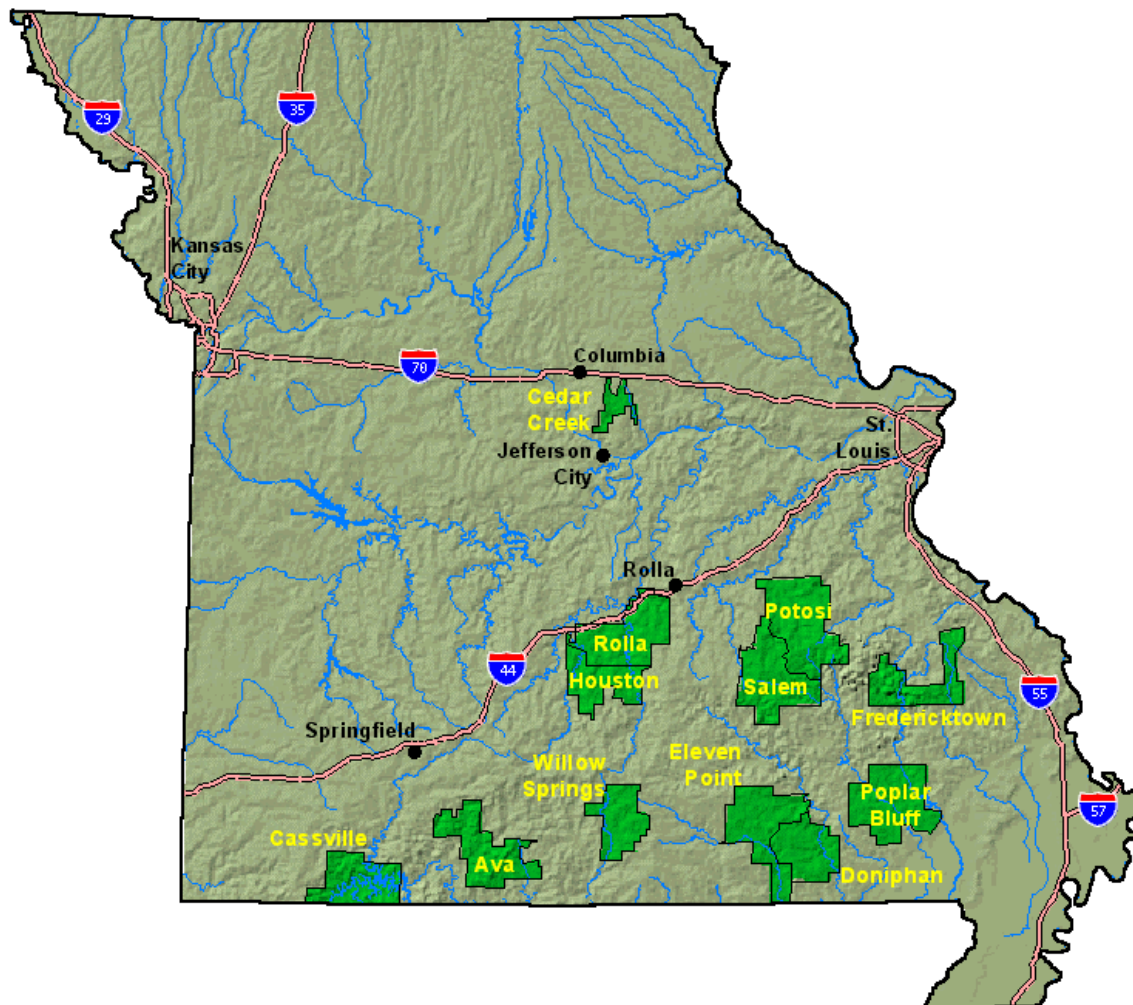 29
35
Kansas
City
70
Columbia
Cedar
Creek
St.
Louis
Jefferson
City
Rolla
Potosi
Rolla
44
Houston
Salem
55
Fredericktown
Springfield
Willow
Springs
Eleven
Point
Poplar
Bluff
57
Cassville
Ava
Doniphan